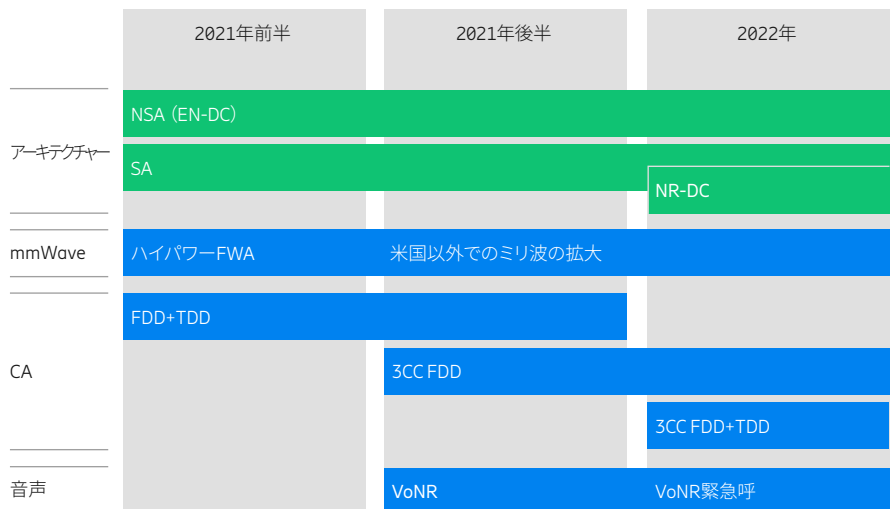 2021年前半
2021年後半
2022年
アーキテクチャー
NSA（EN-DC）
SA
NR-DC
mmWave
ハイパワーFWA
米国以外でのミリ波の拡大
CA
FDD+TDD
3CC FDD
3CC FDD+TDD
音声
VoNR
VoNR緊急呼